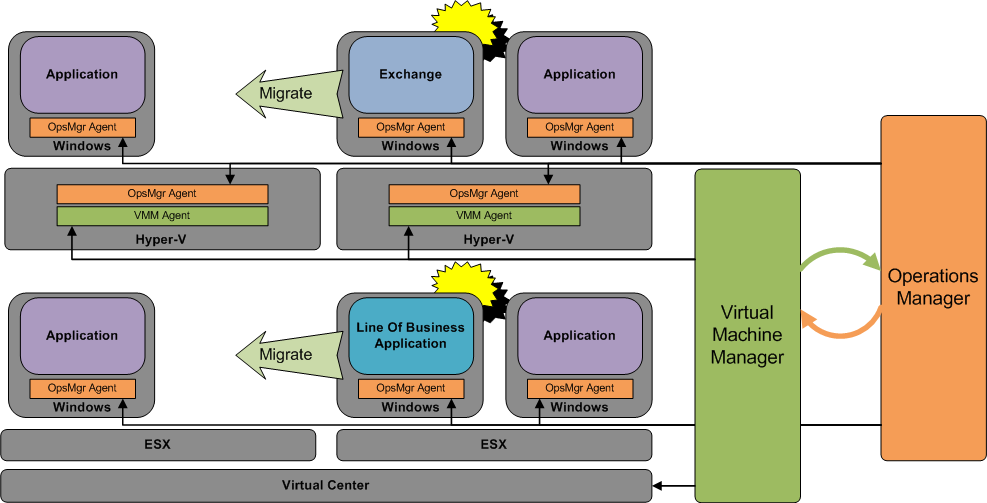 Application
OpsMgr Agent
Windows
Migrate
Exchange
OpsMgr Agent
Windows
Application
OpsMgr Agent
Windows
OpsMgr Agent
VMM Agent
Hyper-V
OpsMgr Agent
VMM Agent
Hyper-V
Application
OpsMgr Agent
Windows
Migrate
Line Of Business
Application
OpsMgr Agent
Windows
Application
OpsMgr Agent
Windows
ESX
ESX
Virtual Center
Virtual
Machine
Manager
Operations
Manager